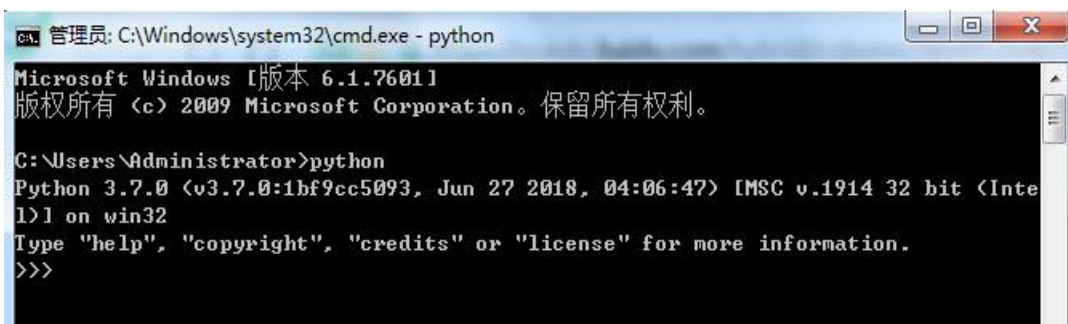 管理员: C:\Windows\system32\cmd.exe - python
Microsoft Windows [版本 6.1.7601]
版权所有 (c) 2009 Microsoft Corporation。保留所有权利。
C:\Users\Administrator>python
Python 3.7.0 (v3.7.0:1bf9cc5093, Jun 27 2018, 04:06:47) [MSC v.1914 32 bit (Inte
l)] on win32
Type "help", "copyright", "credits" or "license" for more information.
>>>